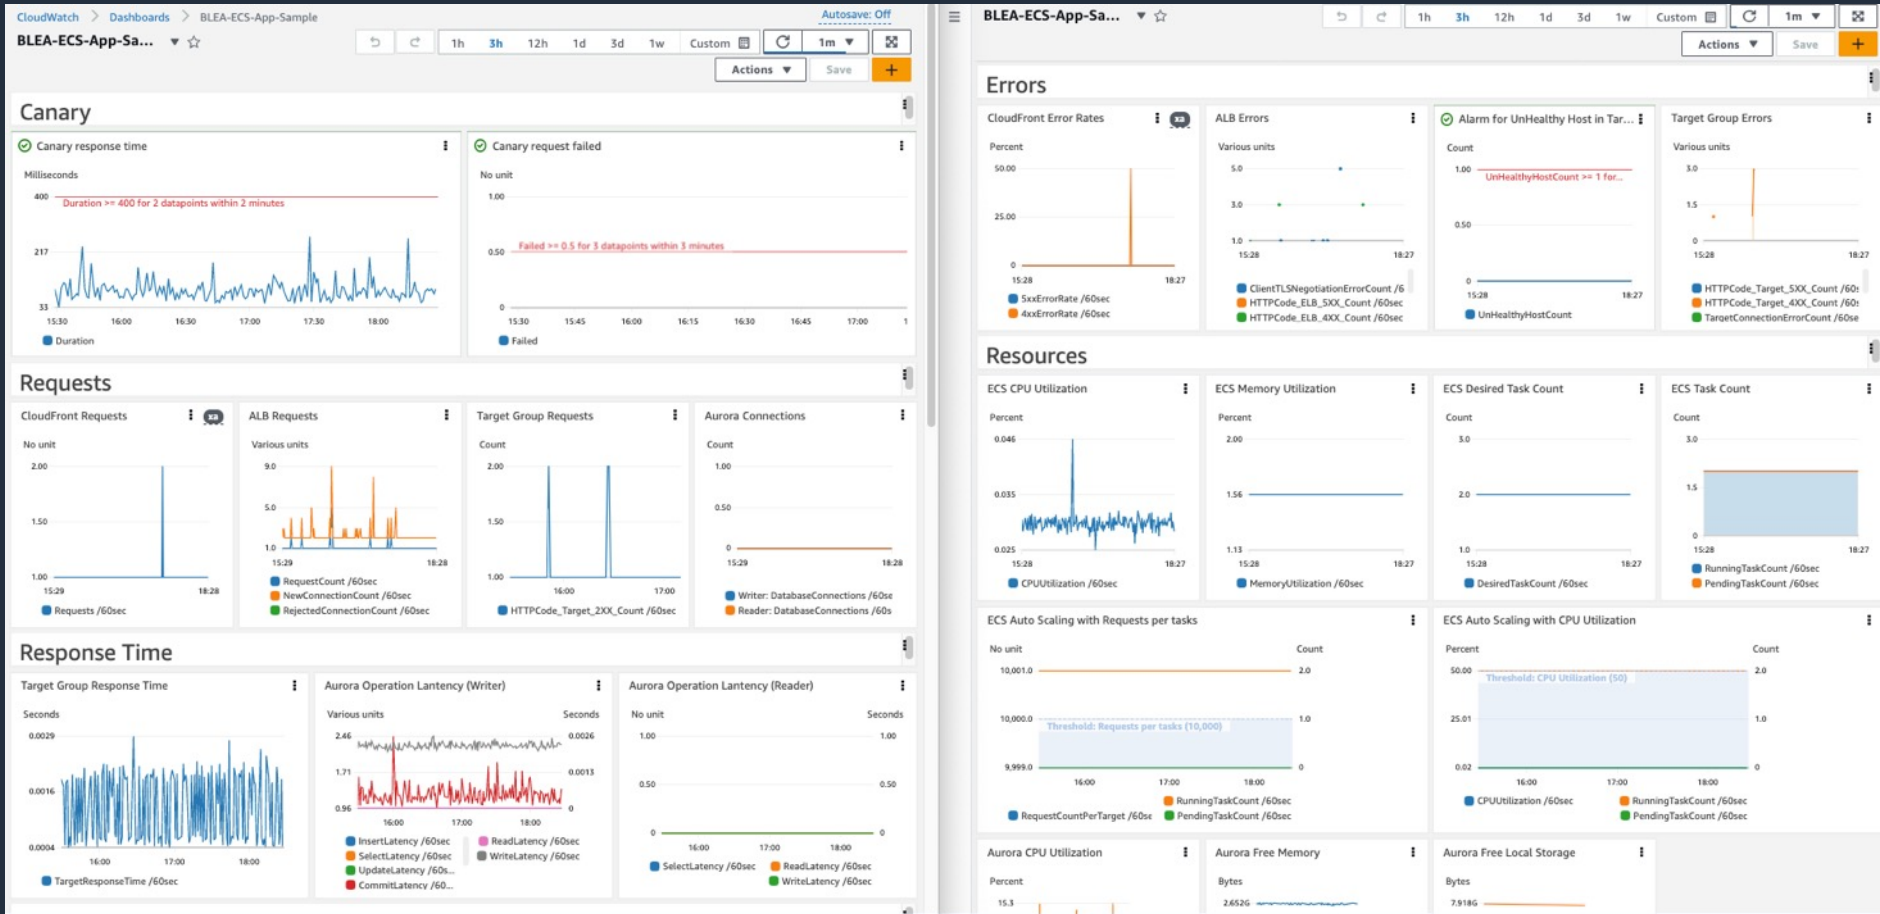 CloudWatch > Dashboards > BLEA-ECS-App-Sample
Autosave: Off
BLEA-ECS-App-Sa...
1h 3h 12h 1d 3d 1w Custom 1m
Actions Save +
Canary
Canary response time
Milliseconds
400
Duration >= 400 for 2 datapoints within 2 minutes
217
33
15:30 16:00 16:30 17:00 17:30 18:00
Duration
Canary request failed
No unit
1.00
Failed >= 0.5 for 3 datapoints within 3 minutes
0.50
0
15:30 15:45 16:00 16:15 16:30 16:45 17:00 1
Failed
Requests
CloudFront Requests
No unit
2.00
1.50
1.00
15:29 18:28
Requests /60sec
ALB Requests
Various units
9.0
5.0
1.0
15:29 18:28
RequestCount /60sec
NewConnectionCount /60sec
RejectedConnectionCount /60sec
Target Group Requests
Count
2.00
1.50
1.00
16:00 17:00
HTTPCode_Target_2XX_Count /60sec
Aurora Connections
Count
1.00
0.50
0
15:29 18:28
Writer: DatabaseConnections /60se
Reader: DatabaseConnections /60s
Response Time
Target Group Response Time
Seconds
0.0029
0.0016
0.0004
16:00 17:00 18:00
TargetResponseTime /60sec
Aurora Operation Lantency (Writer)
Various units Seconds
2.46 0.0026
1.71 0.0013
0.96 0
16:00 17:00 18:00
InsertLatency /60sec ReadLatency /60sec
SelectLatency /60sec WriteLatency /60sec
UpdateLatency /60s...
CommitLatency /60...
Aurora Operation Lantency (Reader)
No unit Seconds
1.00 1.00
0.50 0.50
0 0
16:00 17:00 18:00
SelectLatency /60sec ReadLatency /60sec
WriteLatency /60sec
BLEA-ECS-App-Sa...
1h 3h 12h 1d 3d 1w Custom 1m
Actions Save +
Errors
CloudFront Error Rates
Percent
50.00
25.00
0
15:28 18:27
5xxErrorRate /60sec
4xxErrorRate /60sec
ALB Errors
Various units
5.0
3.0
1.0
15:28 18:27
ClientTLSNegotiationErrorCount /6
HTTPCode_ELB_5XX_Count /60sec
HTTPCode_ELB_4XX_Count /60sec
Alarm for UnHealthy Host in Tar...
Count
1.00
UnHealthyHostCount >= 1 for...
0.50
0
15:28 18:27
UnHealthyHostCount
Target Group Errors
Various units
3.0
1.5
0
15:28 18:27
HTTPCode_Target_5XX_Count /60s
HTTPCode_Target_4XX_Count /60s
TargetConnectionErrorCount /60se
Resources
ECS CPU Utilization
Percent
0.046
0.035
0.025
15:28 18:27
CPUUtilization /60sec
ECS Memory Utilization
Percent
2.00
1.56
1.13
15:28 18:27
MemoryUtilization /60sec
ECS Desired Task Count
Count
3.0
2.0
1.0
15:28 18:27
DesiredTaskCount /60sec
ECS Task Count
Count
3.0
1.5
0
15:28 18:27
RunningTaskCount /60sec
PendingTaskCount /60sec
ECS Auto Scaling with Requests per tasks
No unit Count
10,001.0 2.0
10,000.0 1.0
Threshold: Requests per tasks (10,000)
9,999.0 0
16:00 17:00 18:00
RunningTaskCount /60sec
RequestCountPerTarget /60se PendingTaskCount /60sec
ECS Auto Scaling with CPU Utilization
Percent Count
50.00 2.0
Threshold: CPU Utilization (50)
25.01 1.0
0.02 0
16:00 17:00 18:00
CPUUtilization /60sec RunningTaskCount /60sec
PendingTaskCount /60sec
Aurora CPU Utilization
Percent
15.3
Aurora Free Memory
Bytes
2.652G
Aurora Free Local Storage
Bytes
7.918G